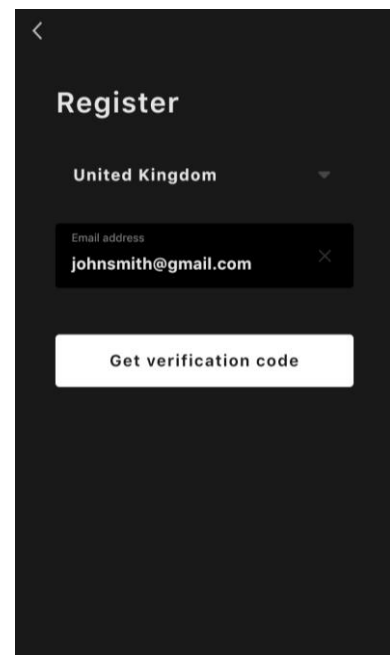 Register
United Kingdom
Email address
johnsmith@gmail.com
Get verification code